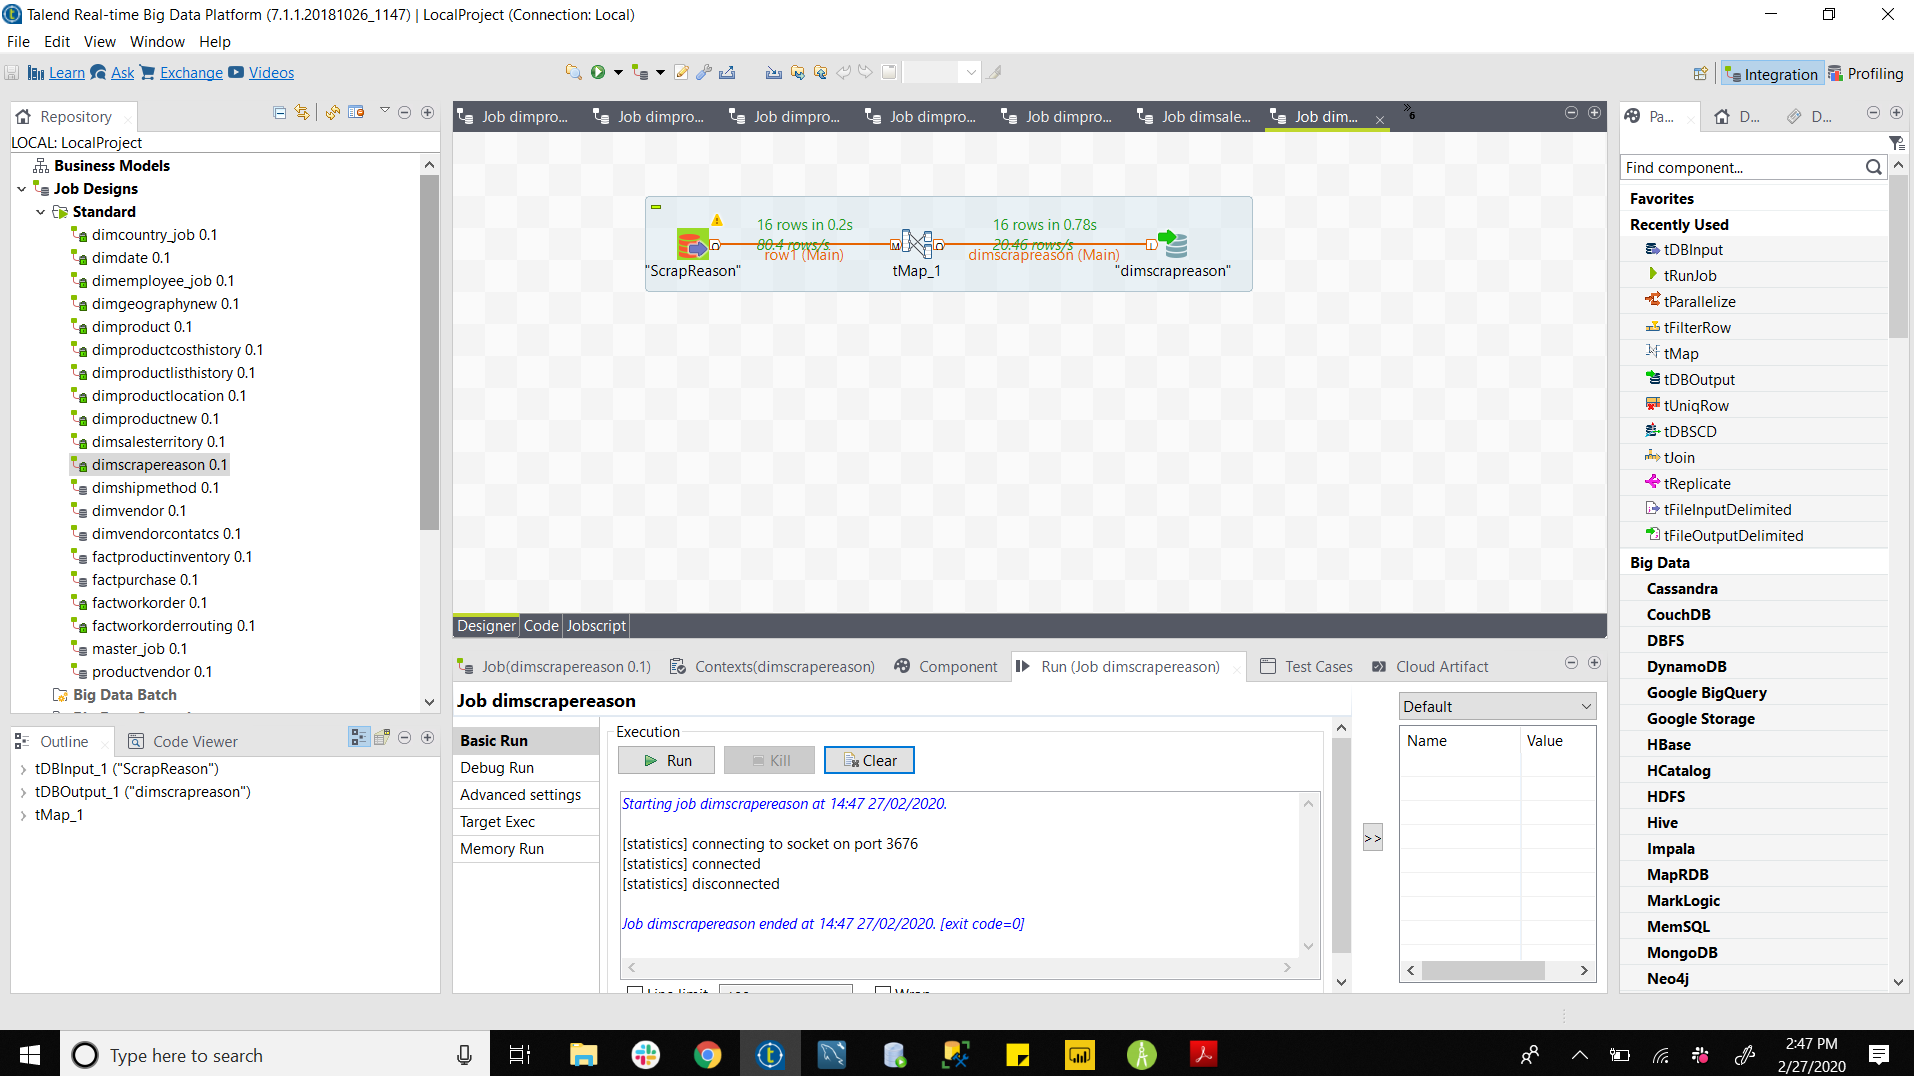 Talend Real-time Big Data Platform (7.1.1.20181026_1147) | LocalProject (Connection: Local)
File Edit View Window Help
Learn Ask Exchange Videos
Integration Profiling
Repository
LOCAL: LocalProject
Business Models
Job Designs
Standard
dimcountry_job 0.1
dimdate 0.1
dimemployee_job 0.1
dimgeographynew 0.1
dimproduct 0.1
dimproductcosthistory 0.1
dimproductlisthistory 0.1
dimproductlocation 0.1
dimproductnew 0.1
dimsalesterritory 0.1
dimscrapereason 0.1
dimshipmethod 0.1
dimvendor 0.1
dimvendorcontatcs 0.1
factproductinventory 0.1
factpurchase 0.1
factworkorder 0.1
factworkorderrouting 0.1
master_job 0.1
productvendor 0.1
Big Data Batch
Outline Code Viewer
tDBInput_1 ("ScrapReason")
tDBOutput_1 ("dimscrapreason")
tMap_1
Job dimpro... Job dimpro... Job dimpro... Job dimpro... Job dimpro... Job dimsale... Job dim... » 6
16 rows in 0.2s 16 rows in 0.78s
80.4 rows/s 20.46 rows/s
row1 (Main) dimscrapreason (Main)
"ScrapReason" tMap_1 "dimscrapreason"
Designer Code Jobscript
Job(dimscrapereason 0.1) Contexts(dimscrapereason) Component Run (Job dimscrapereason) Test Cases Cloud Artifact
Job dimscrapereason
Basic Run
Debug Run
Advanced settings
Target Exec
Memory Run
Execution
Run Kill Clear
Starting job dimscrapereason at 14:47 27/02/2020.
[statistics] connecting to socket on port 3676
[statistics] connected
[statistics] disconnected
Job dimscrapereason ended at 14:47 27/02/2020. [exit code=0]
>>
Default
Name Value
Pa... D... D...
Find component...
Favorites
Recently Used
tDBInput
tRunJob
tParallelize
tFilterRow
tMap
tDBOutput
tUniqRow
tDBSCD
tJoin
tReplicate
tFileInputDelimited
tFileOutputDelimited
Big Data
Cassandra
CouchDB
DBFS
DynamoDB
Google BigQuery
Google Storage
HBase
HCatalog
HDFS
Hive
Impala
MapRDB
MarkLogic
MemSQL
MongoDB
Neo4j
Type here to search
2:47 PM
2/27/2020